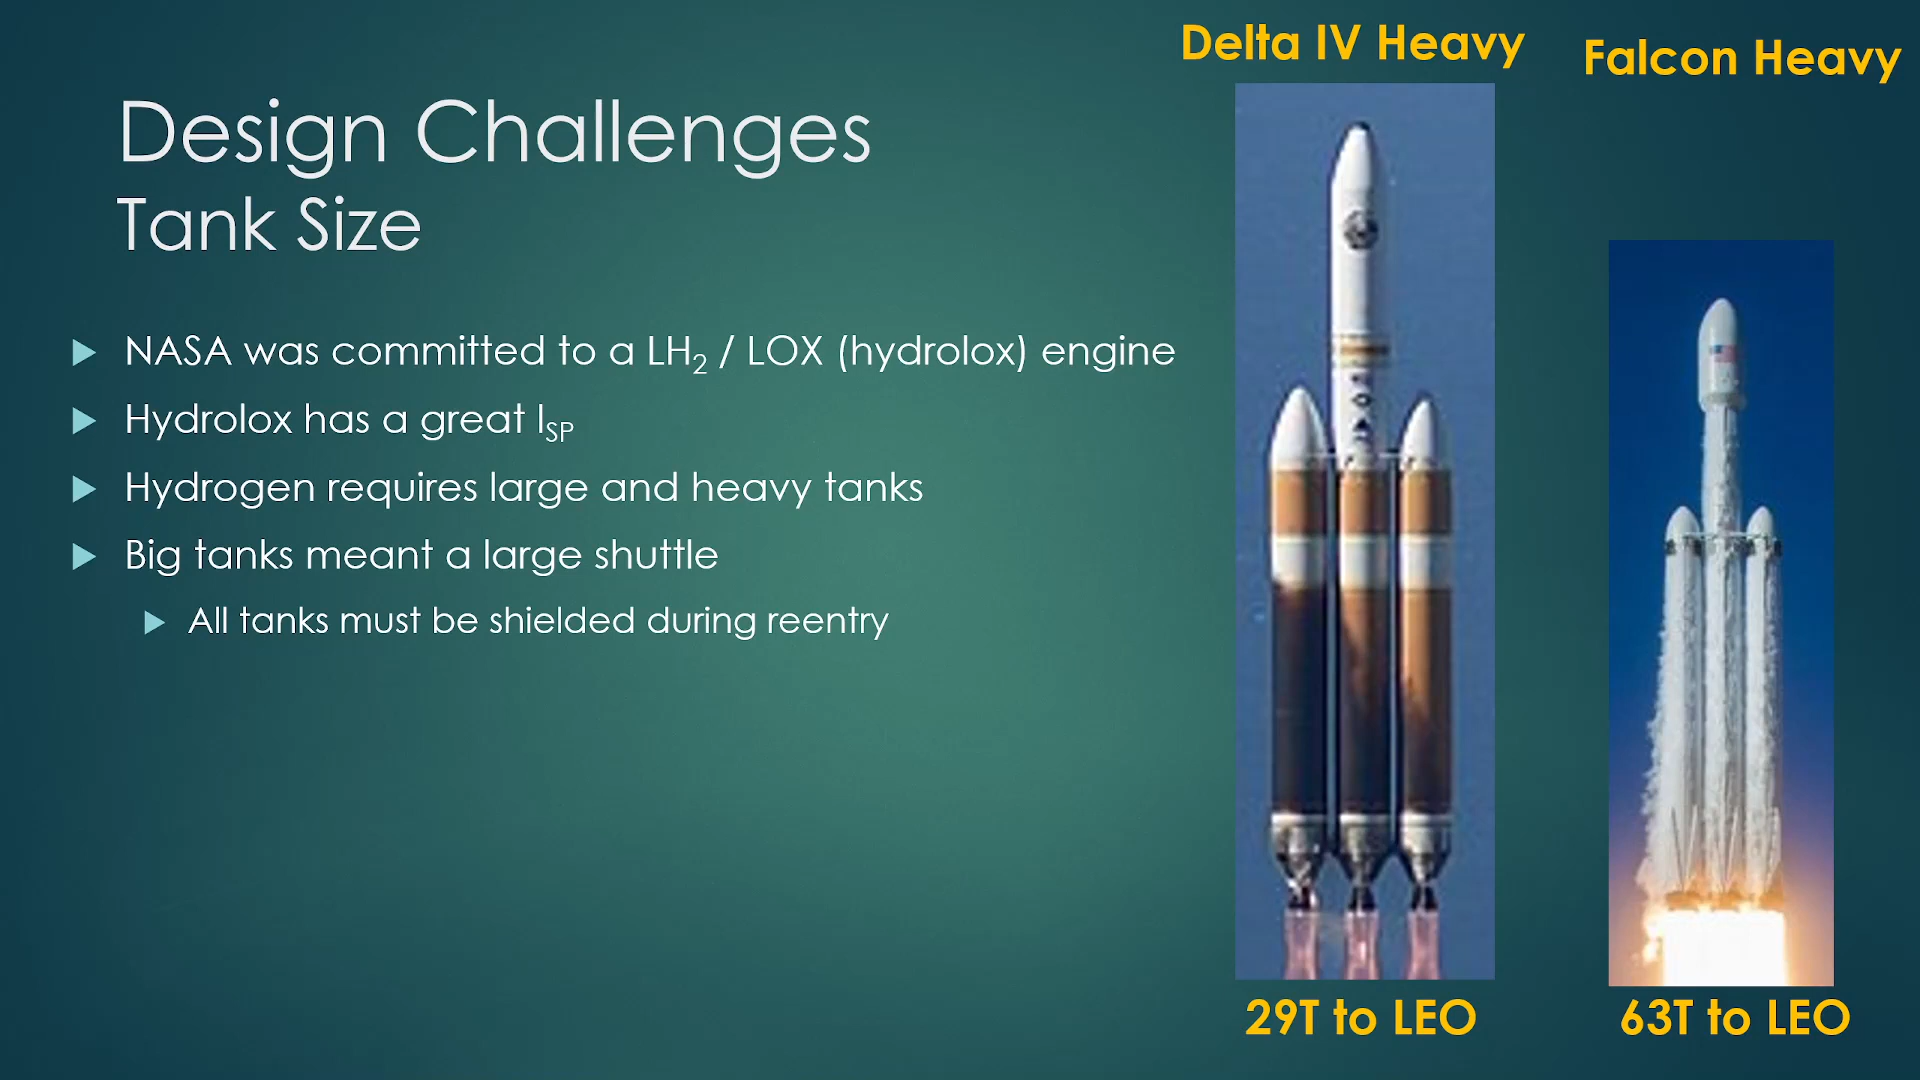 Design Challenges
Tank Size
NASA was committed to a LH₂ / LOX (hydrolox) engine
Hydrolox has a great I_SP
Hydrogen requires large and heavy tanks
Big tanks meant a large shuttle
All tanks must be shielded during reentry
Delta IV Heavy
29T to LEO
Falcon Heavy
63T to LEO